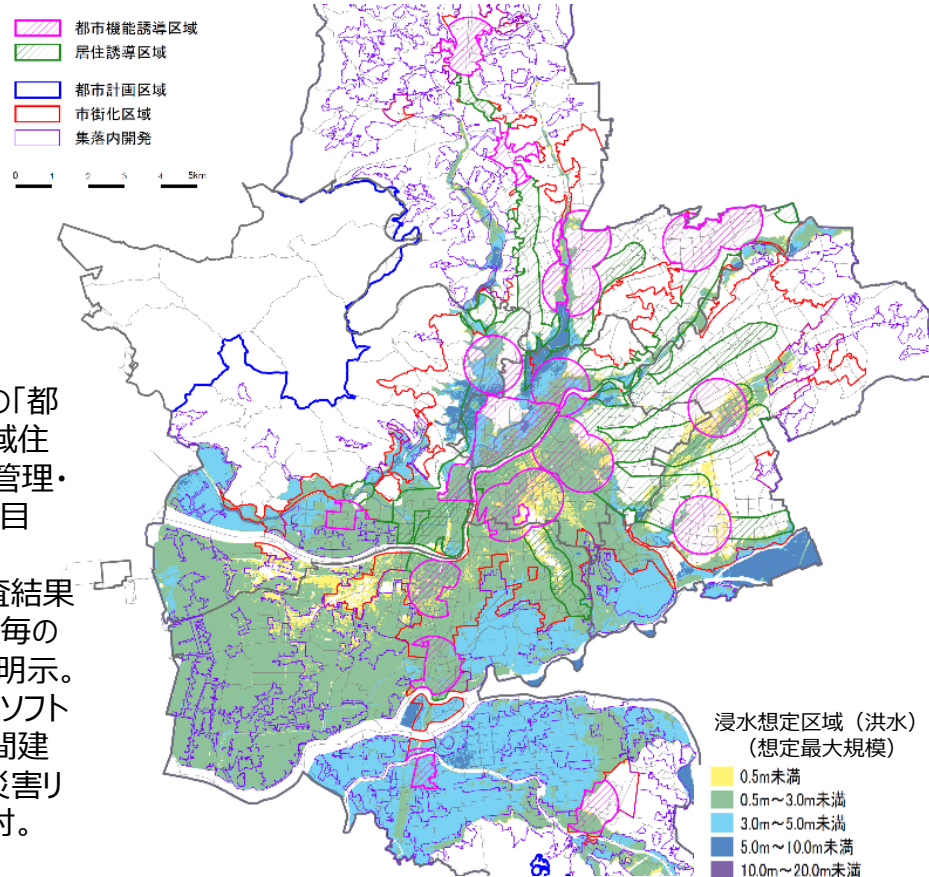 都市機能誘導区域
居住誘導区域
都市計画区域
市街化区域
集落内開発
0 1 2 3 4 5km
の「都
域住
管理・
目
査結果
毎の
明示。
ソフト
間建
災害リ
討。
浸水想定区域（洪水）
（想定最大規模）
0.5m未満
0.5m～3.0m未満
3.0m～5.0m未満
5.0m～10.0m未満
10.0m～20.0m未満